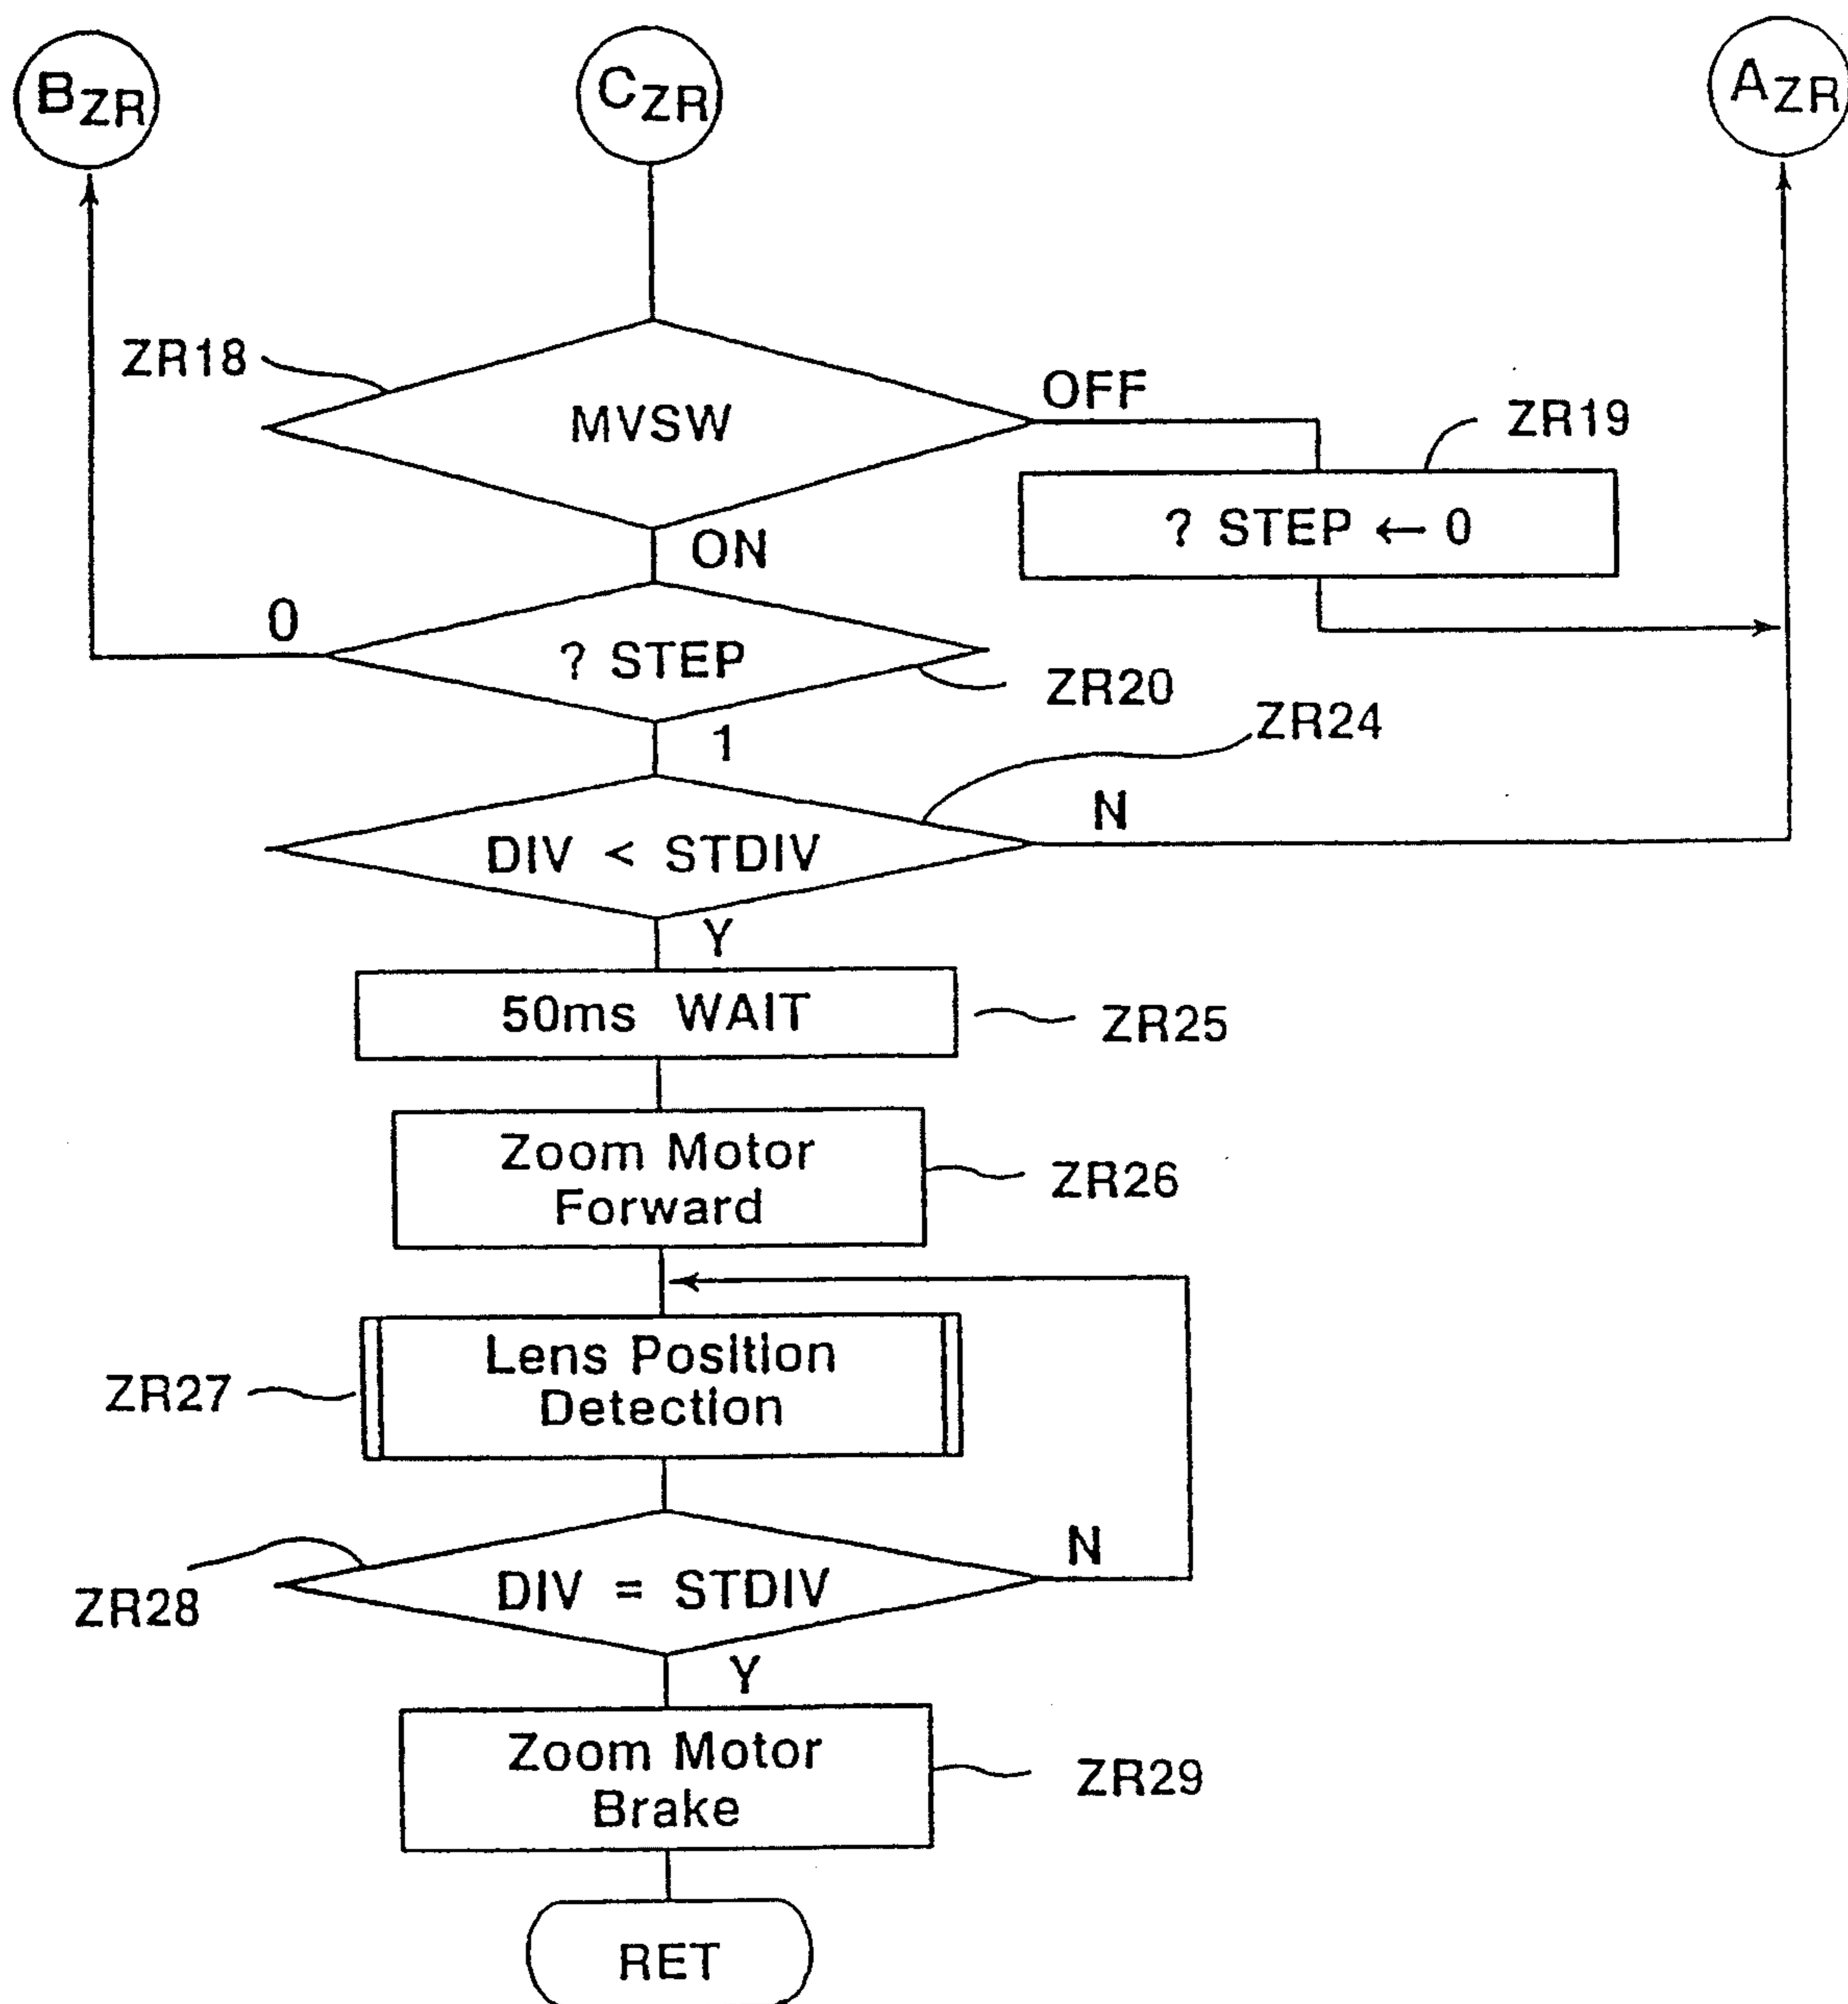 BZR
CZR
AZR
ZR18
MVSW
OFF
ZR19
? STEP ← 0
ON
0
? STEP
ZR20
1
ZR24
DIV < STDIV
N
Y
50ms WAIT
ZR25
Zoom Motor
Forward
ZR26
Lens Position
Detection
ZR27
DIV = STDIV
N
ZR28
Y
Zoom Motor
Brake
ZR29
RET